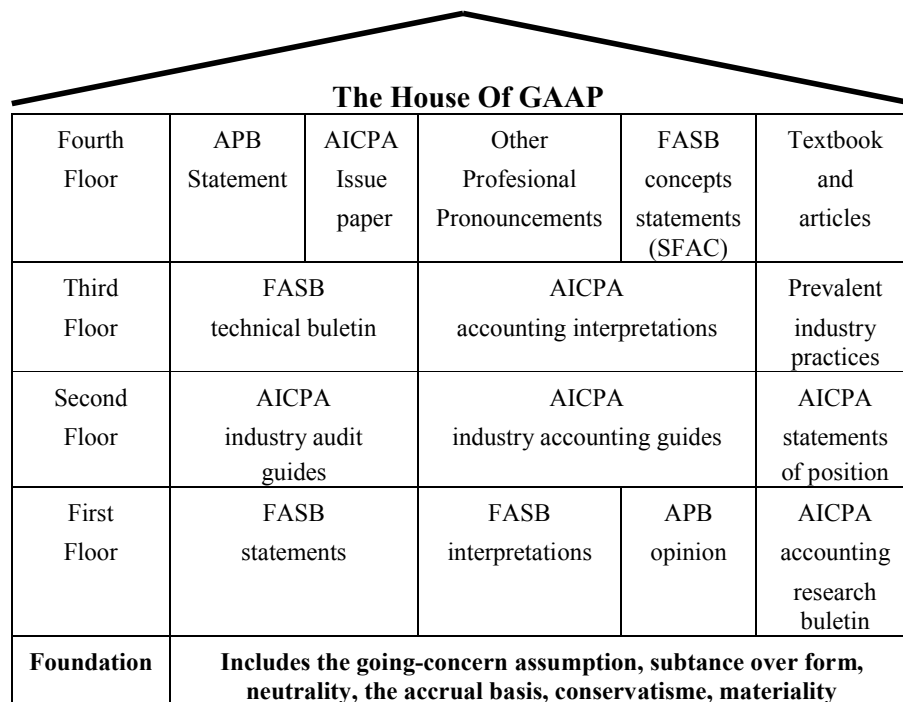 The House Of GAAP
Fourth
Floor
APB
Statement
AICPA
Issue
paper
Other
Profesional
Pronouncements
FASB
concepts
statements
(SFAC)
Textbook
and
articles
Third
Floor
FASB
technical buletin
AICPA
accounting interpretations
Prevalent
industry
practices
Second
Floor
AICPA
industry audit
guides
AICPA
industry accounting guides
AICPA
statements
of position
First
Floor
FASB
statements
FASB
interpretations
APB
opinion
AICPA
accounting
research
buletin
Foundation
Includes the going-concern assumption, subtance over form,
neutrality, the accrual basis, conservatisme, materiality